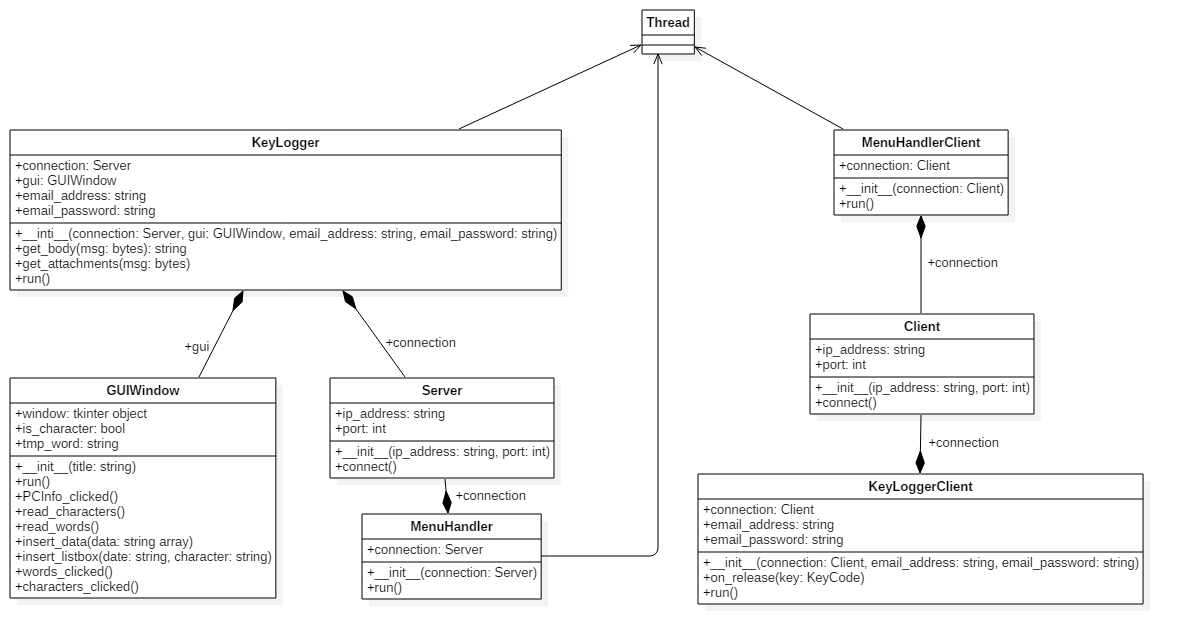 Thread
KeyLogger
+connection: Server
+gui: GUIWindow
+email_address: string
+email_password: string
+__inti__(connection: Server, gui: GUIWindow, email_address: string, email_password: string)
+get_body(msg: bytes): string
+get_attachments(msg: bytes)
+run()
MenuHandlerClient
+connection: Client
+__init__(connection: Client)
+run()
+connection
+gui
+connection
Client
+ip_address: string
+port: int
+__init__(ip_address: string, port: int)
+connect()
GUIWindow
+window: tkinter object
+is_character: bool
+tmp_word: string
+__init__(title: string)
+run()
+PCInfo_clicked()
+read_characters()
+read_words()
+insert_data(data: string array)
+insert_listbox(date: string, character: string)
+words_clicked()
+characters_clicked()
Server
+ip_address: string
+port: int
+__init__(ip_address: string, port: int)
+connect()
+connection
MenuHandler
+connection: Server
+__init__(connection: Server)
+run()
+connection
KeyLoggerClient
+connection: Client
+email_address: string
+email_password: string
+__init__(connection: Client, email_address: string, email_password: string)
+on_release(key: KeyCode)
+run()